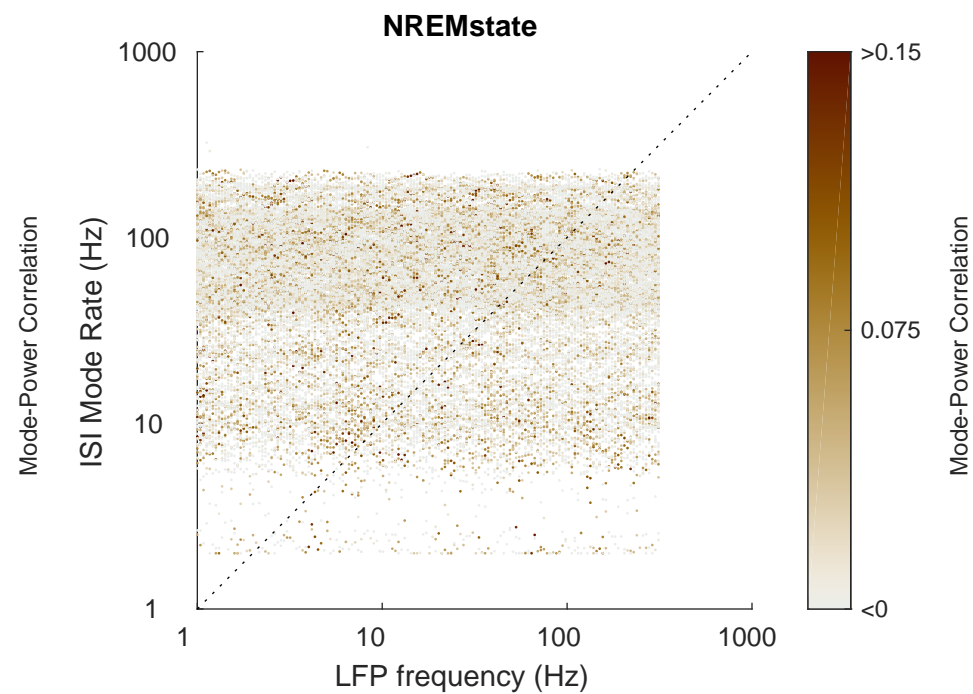 NREMstate
Mode-Power Correlation
ISI Mode Rate (Hz)
1000
100
10
1
1
10
100
1000
LFP frequency (Hz)
>0.15
0.075
<0
Mode-Power Correlation